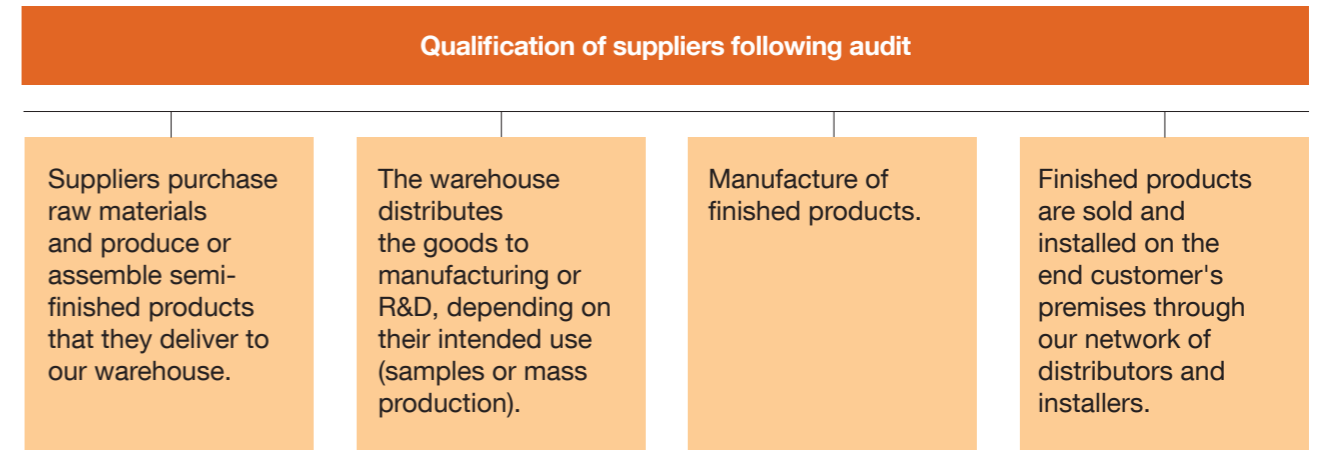 Qualification of suppliers following audit
Suppliers purchase
raw materials
and produce or
assemble semi-
finished products
that they deliver to
our warehouse.
The warehouse
distributes
the goods to
manufacturing or
R&D, depending on
their intended use
(samples or mass
production).
Manufacture of
finished products.
Finished products
are sold and
installed on the
end customer's
premises through
our network of
distributors and
installers.